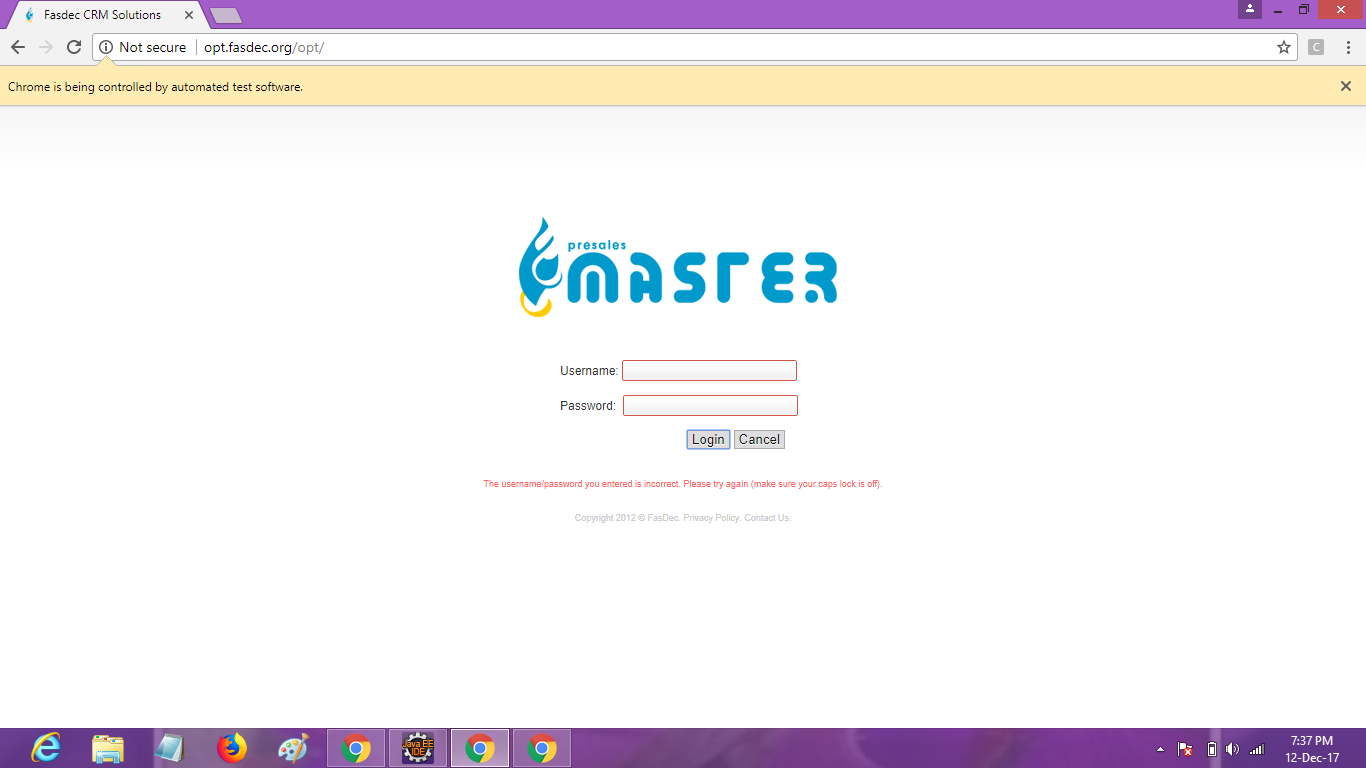 Fasdec CRM Solutions
Not secure opt.fasdec.org/opt/
C
Chrome is being controlled by automated test software.
presales
MASTER
Username:
Password:
Login Cancel
The username/password you entered is incorrect. Please try again (make sure your caps lock is off).
Copyright 2012 © FasDec. Privacy Policy. Contact Us.
Java EE
IDE
7:37 PM
12-Dec-17